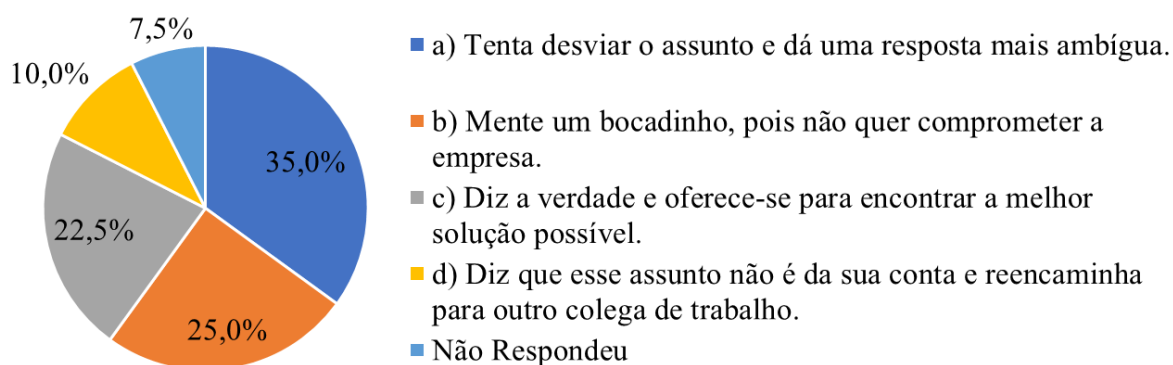 7,5%
10,0%
35,0%
22,5%
25,0%
a) Tenta desviar o assunto e dá uma resposta mais ambígua.
b) Mente um bocadinho, pois não quer comprometer a
empresa.
c) Diz a verdade e oferece-se para encontrar a melhor
solução possível.
d) Diz que esse assunto não é da sua conta e reencaminha
para outro colega de trabalho.
Não Respondeu